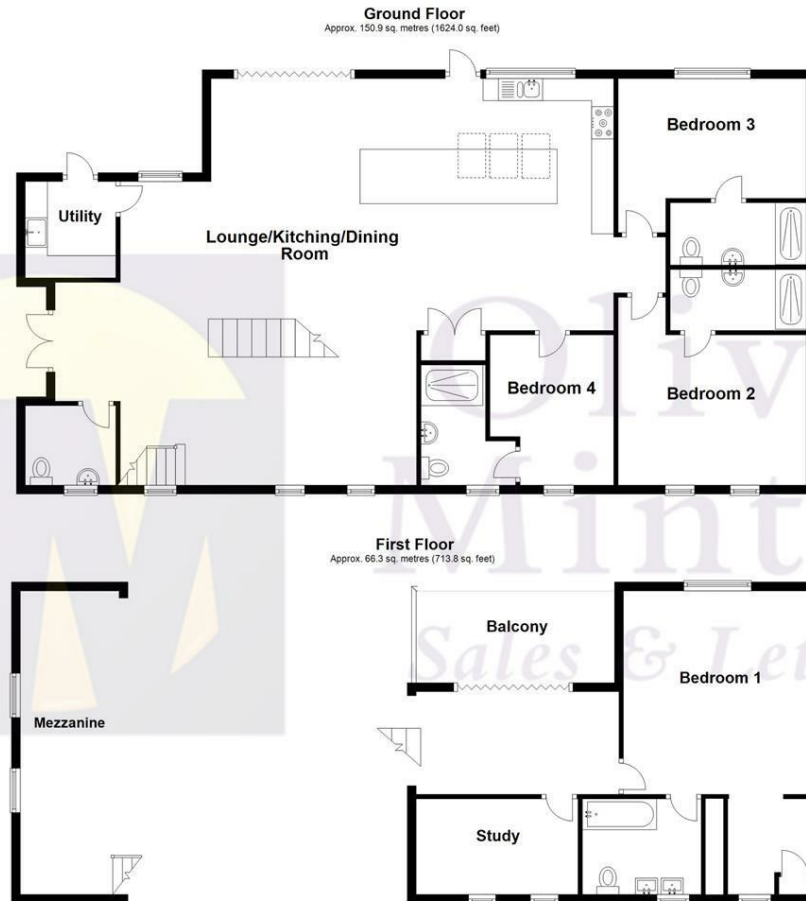 Ground Floor
Approx. 150.9 sq. metres (1624.0 sq. feet)
Bedroom 3
Utility
Lounge/Kitching/Dining
Room
Bedroom 4
Bedroom 2
Oliv
Mint
Sales & Let
First Floor
Approx. 66.3 sq. metres (713.8 sq. feet)
Balcony
Bedroom 1
Mezzanine
Study